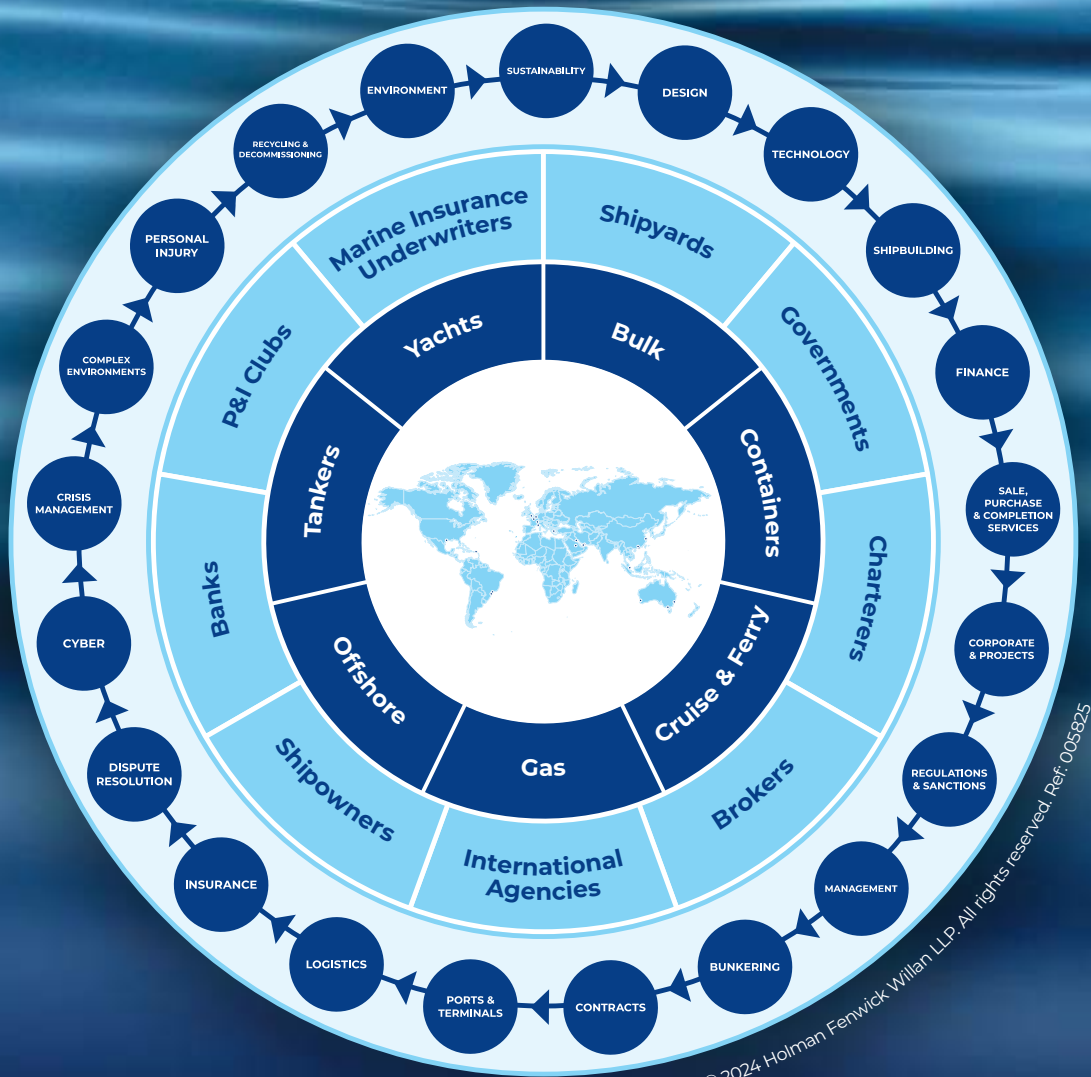 SUSTAINABILITY
DESIGN
TECHNOLOGY
SHIPBUILDING
FINANCE
SALE,
PURCHASE
& COMPLETION
SERVICES
CORPORATE
& PROJECTS
REGULATIONS
& SANCTIONS
MANAGEMENT
BUNKERING
CONTRACTS
PORTS &
TERMINALS
LOGISTICS
INSURANCE
DISPUTE
RESOLUTION
CYBER
CRISIS
MANAGEMENT
COMPLEX
ENVIRONMENTS
PERSONAL
INJURY
RECYCLING &
DECOMMISSIONING
ENVIRONMENT
Shipyards
Governments
Charterers
Brokers
International
Agencies
Shipowners
Banks
P&I Clubs
Marine Insurance
Underwriters
Bulk
Containers
Cruise & Ferry
Gas
Offshore
Tankers
Yachts
© 2024 Holman Fenwick Willan LLP. All rights reserved. Ref: 005825